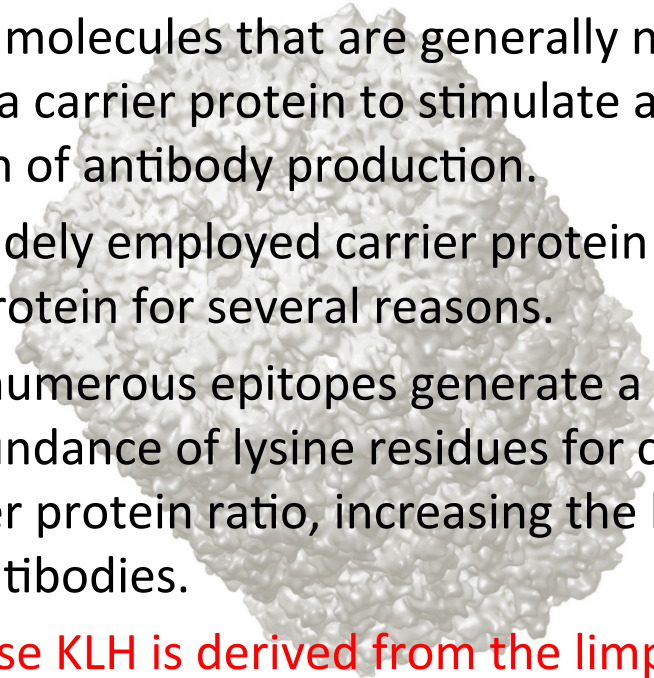 molecules that are generally n
a carrier protein to stimulate a
n of antibody production.
dely employed carrier protein
rotein for several reasons.
numerous epitopes generate a
undance of lysine residues for c
er protein ratio, increasing the
tibodies.
se KLH is derived from the limp